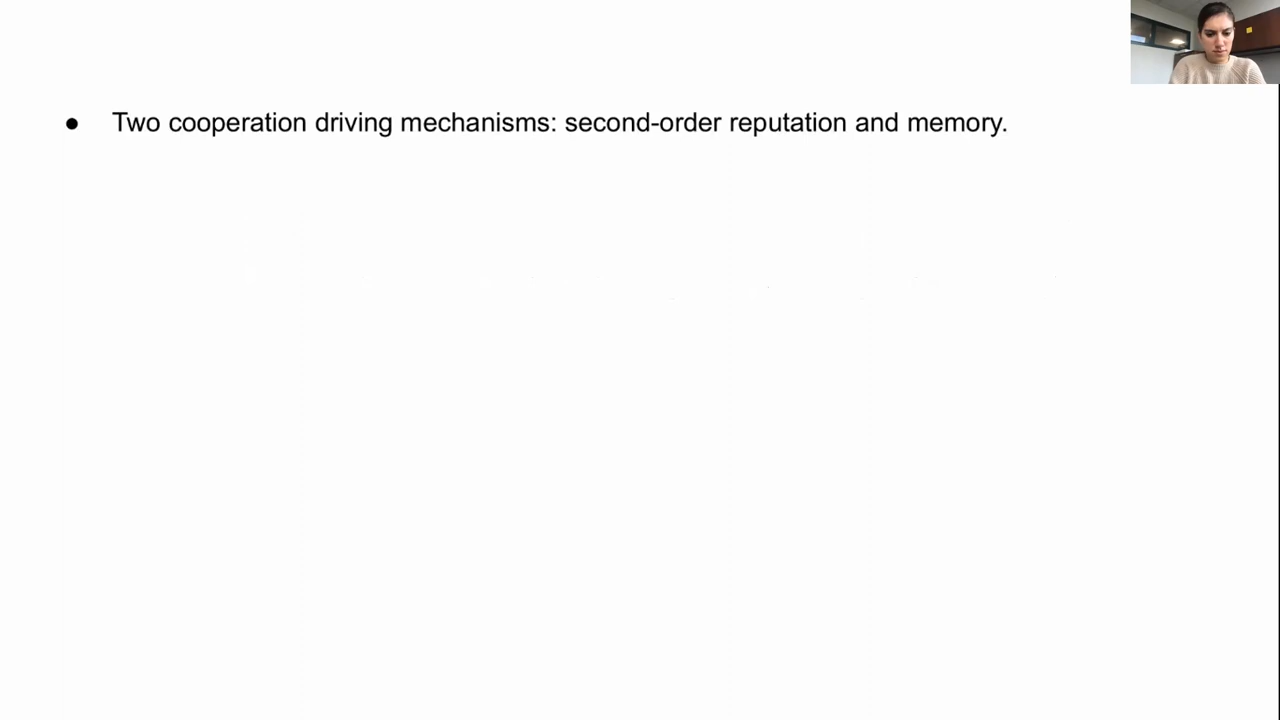 ● Two cooperation driving mechanisms: second-order reputation and memory.